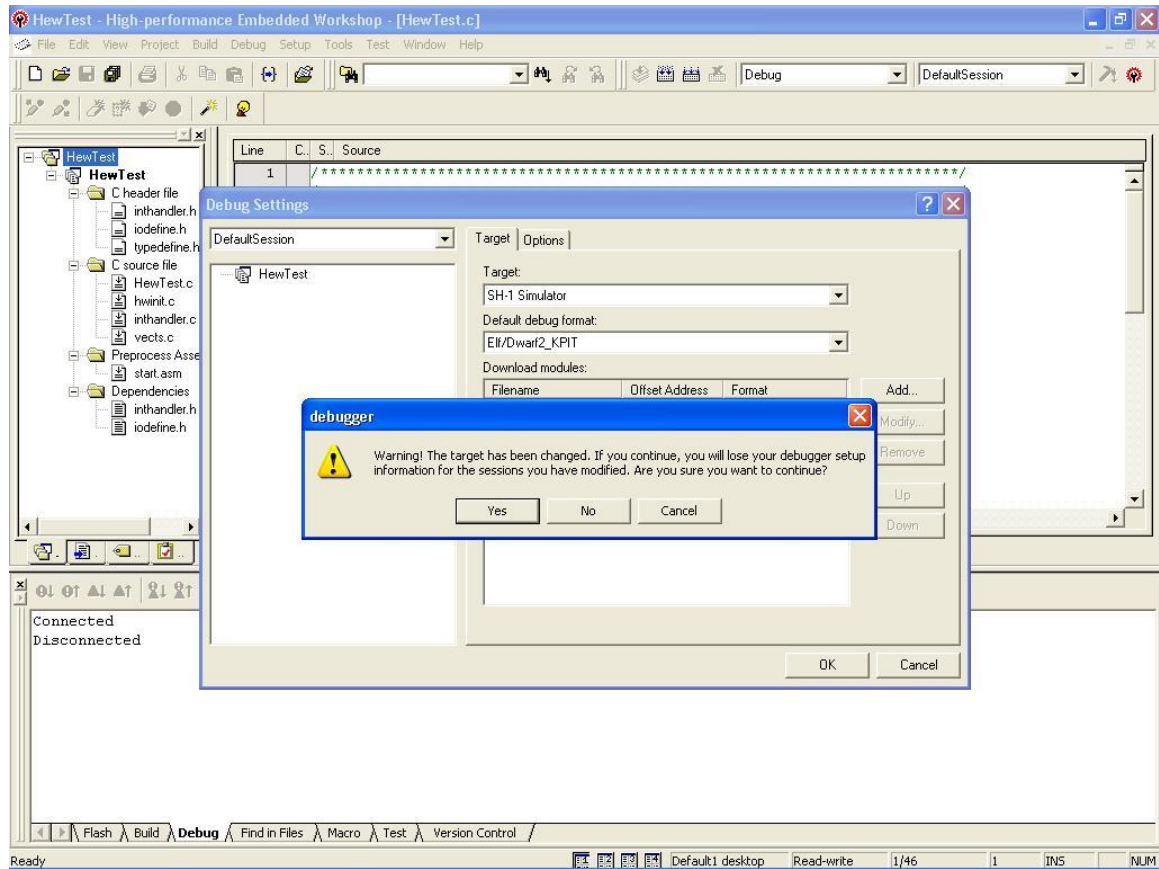 HewTest - High-performance Embedded Workshop - [HewTest.c]
File Edit View Project Build Debug Setup Tools Test Window Help
Debug DefaultSession
HewTest
HewTest
C header file
inthandler.h
iodefine.h
typedefine.h
C source file
HewTest.c
hwinit.c
inthandler.c
vects.c
Preprocess Asse
start.asm
Dependencies
inthandler.h
iodefine.h
Line C.. S.. Source
1 /***********************************************************************/
Debug Settings
DefaultSession
HewTest
Target Options
Target:
SH-1 Simulator
Default debug format:
Elf/Dwarf2_KPIT
Download modules:
Filename Offset Address Format
Add...
Modify...
Remove
Up
Down
OK Cancel
debugger
Warning! The target has been changed. If you continue, you will lose your debugger setup
information for the sessions you have modified. Are you sure you want to continue?
Yes No Cancel
Connected
Disconnected
Flash Build Debug Find in Files Macro Test Version Control
Ready Default1 desktop Read-write 1/46 1 INS NUM